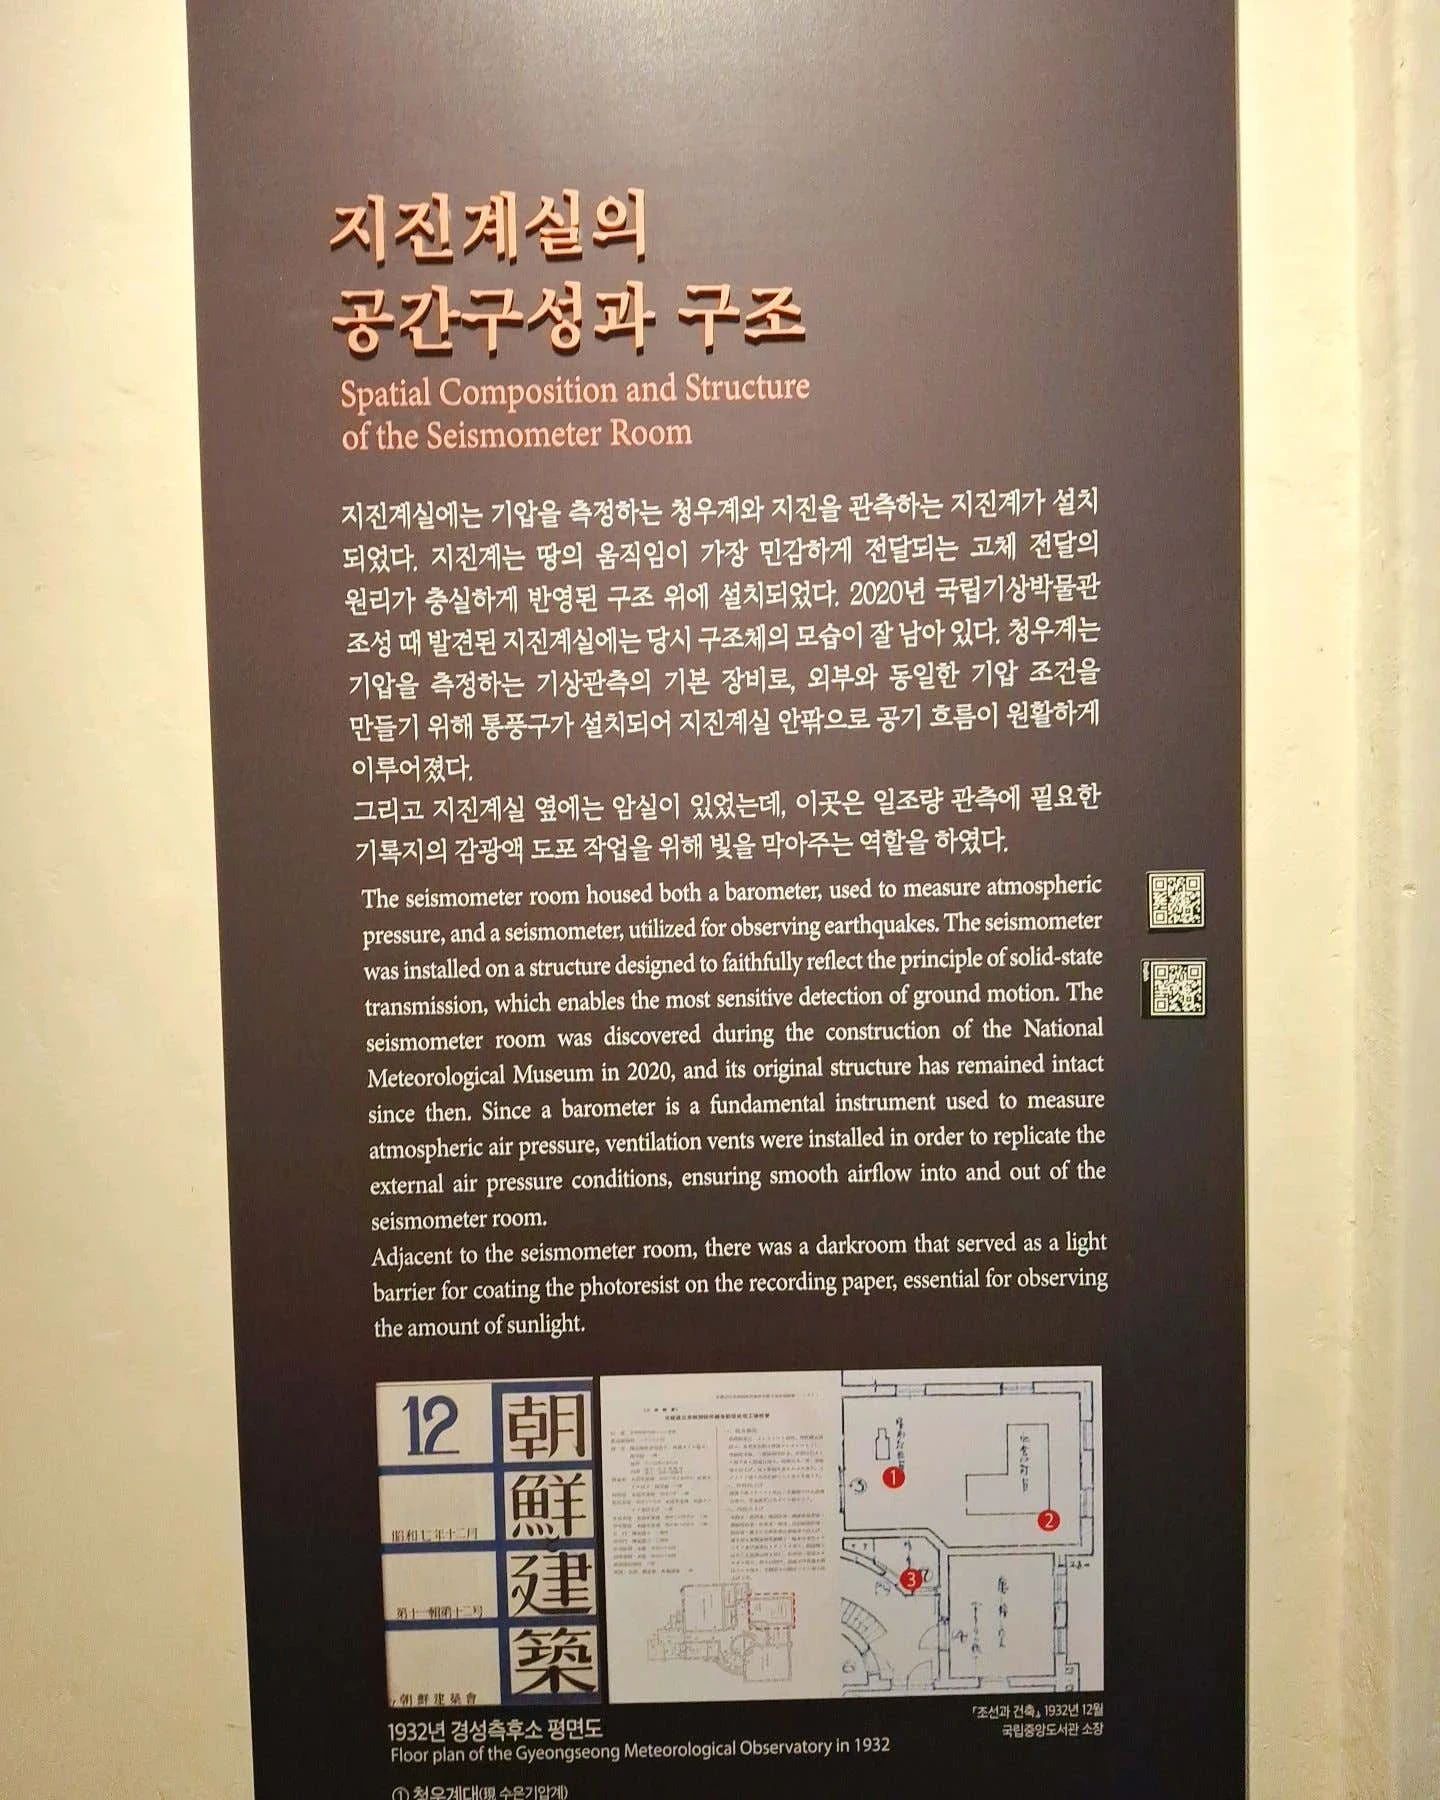 지진계실의
공간구성과 구조
Spatial Composition and Structure
of the Seismometer Room
지진계실에는 기압을 측정하는 청우계와 지진을 관측하는 지진계가 설치
되었다. 지진계는 땅의 움직임이 가장 민감하게 전달되는 고체 전달의
원리가 충실하게 반영된 구조 위에 설치되었다. 2020년 국립기상박물관
조성 때 발견된 지진계실에는 당시 구조체의 모습이 잘 남아 있다. 청우계는
기압을 측정하는 기상관측의 기본 장비로, 외부와 동일한 기압 조건을
만들기 위해 통풍구가 설치되어 지진계실 안팎으로 공기 흐름이 원활하게
이루어졌다.
그리고 지진계실 옆에는 암실이 있었는데, 이곳은 일조량 관측에 필요한
기록지의 감광액 도포 작업을 위해 빛을 막아주는 역할을 하였다.
The seismometer room housed both a barometer, used to measure atmospheric
pressure, and a seismometer, utilized for observing earthquakes. The seismometer
was installed on a structure designed to faithfully reflect the principle of solid-state
transmission, which enables the most sensitive detection of ground motion. The
seismometer room was discovered during the construction of the National
Meteorological Museum in 2020, and its original structure has remained intact
since then. Since a barometer is a fundamental instrument used to measure
atmospheric air pressure, ventilation vents were installed in order to replicate the
external air pressure conditions, ensuring smooth airflow into and out of the
seismometer room.
Adjacent to the seismometer room, there was a darkroom that served as a light
barrier for coating the photoresist on the recording paper, essential for observing
the amount of sunlight.
12
朝鮮建築
昭和七年十二月
第十一輯第十二号
朝鮮建築會
1
2
3
1932년 경성측후소 평면도
Floor plan of the Gyeongseong Meteorological Observatory in 1932
『조선과 건축』 1932년 12월
국립중앙도서관 소장
① 청우계대(現 수은기압계)